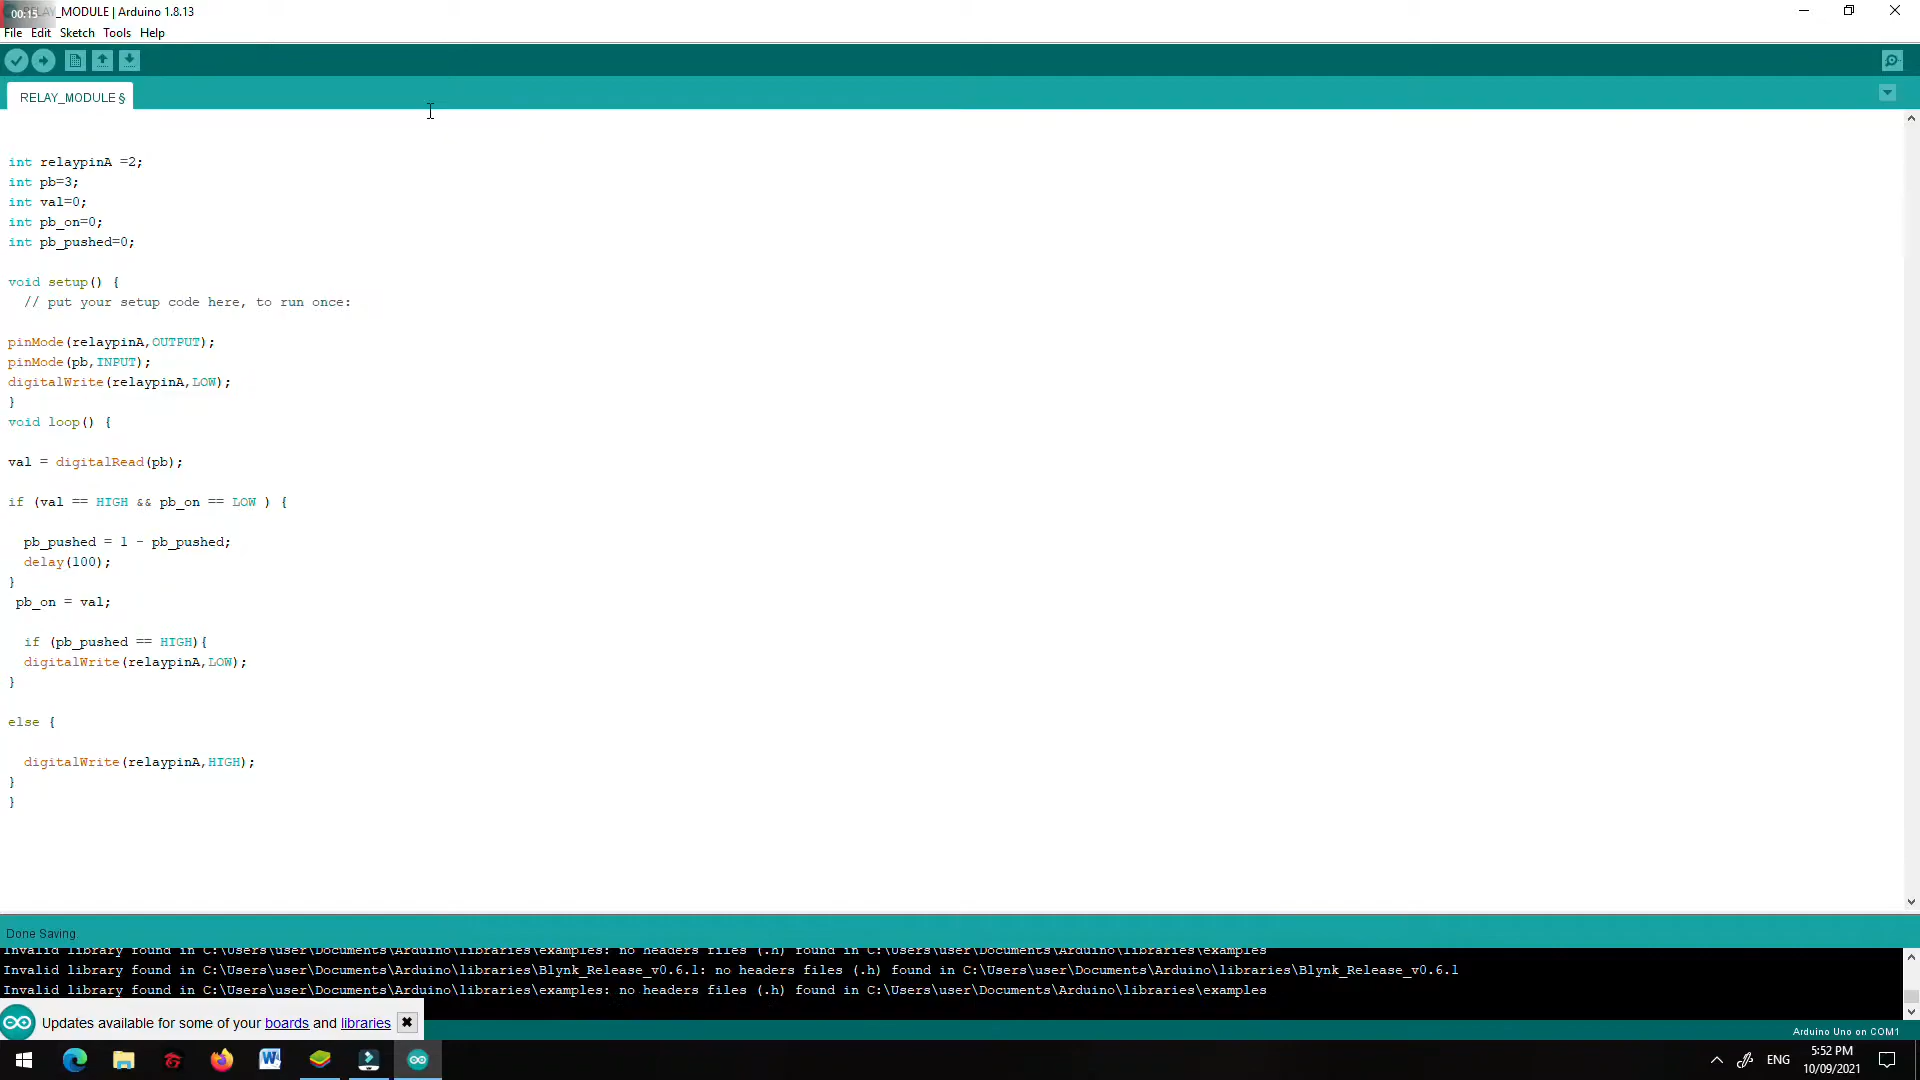 00:15 _MODULE | Arduino 1.8.13
File Edit Sketch Tools Help
RELAY_MODULE §
int relaypinA =2;
int pb=3;
int val=0;
int pb_on=0;
int pb_pushed=0;
void setup() {
// put your setup code here, to run once:
pinMode(relaypinA,OUTPUT);
pinMode(pb,INPUT);
digitalWrite(relaypinA,LOW);
}
void loop() {
val = digitalRead(pb);
if (val == HIGH && pb_on == LOW ) {
pb_pushed = 1 - pb_pushed;
delay(100);
}
pb_on = val;
if (pb_pushed == HIGH){
digitalWrite(relaypinA,LOW);
}
else {
digitalWrite(relaypinA,HIGH);
}
}
Done Saving.
Invalid library found in C:\Users\user\Documents\Arduino\libraries\examples: no headers files (.h) found in C:\Users\user\Documents\Arduino\libraries\examples
Invalid library found in C:\Users\user\Documents\Arduino\libraries\Blynk_Release_v0.6.1: no headers files (.h) found in C:\Users\user\Documents\Arduino\libraries\Blynk_Release_v0.6.1
Invalid library found in C:\Users\user\Documents\Arduino\libraries\examples: no headers files (.h) found in C:\Users\user\Documents\Arduino\libraries\examples
Updates available for some of your boards and libraries
Arduino Uno on COM1
ENG
5:52 PM
10/09/2021